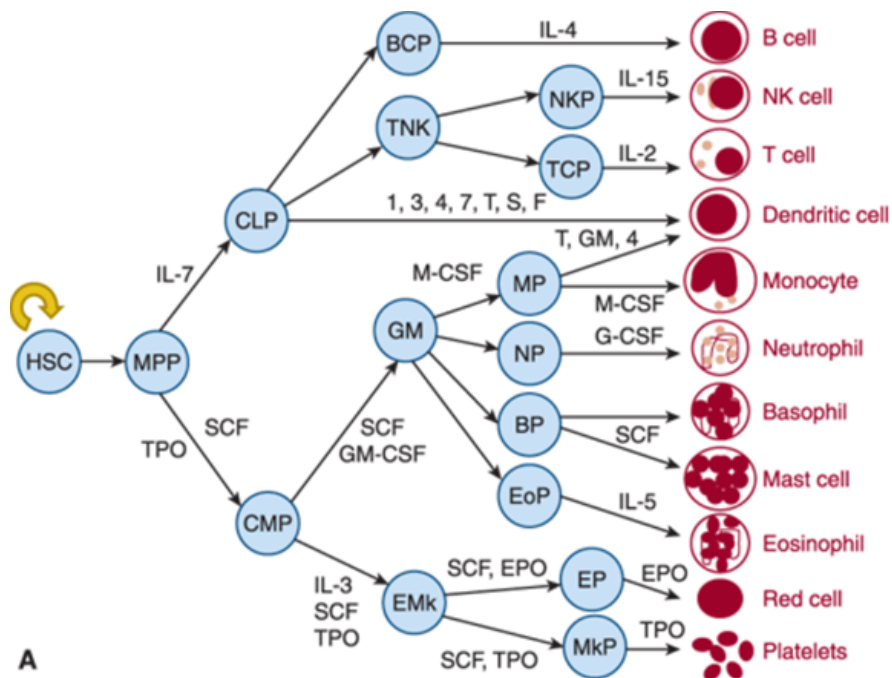 BCP
IL-4
B cell
NKP
IL-15
NK cell
TNK
TCP
IL-2
T cell
CLP
1, 3, 4, 7, T, S, F
Dendritic cell
T, GM, 4
IL-7
M-CSF
MP
M-CSF
Monocyte
HSC
MPP
GM
NP
G-CSF
Neutrophil
SCF
TPO
SCF
GM-CSF
BP
SCF
Basophil
Mast cell
EoP
IL-5
Eosinophil
CMP
IL-3
SCF
TPO
EMk
SCF, EPO
EP
EPO
Red cell
SCF, TPO
MkP
TPO
Platelets
A